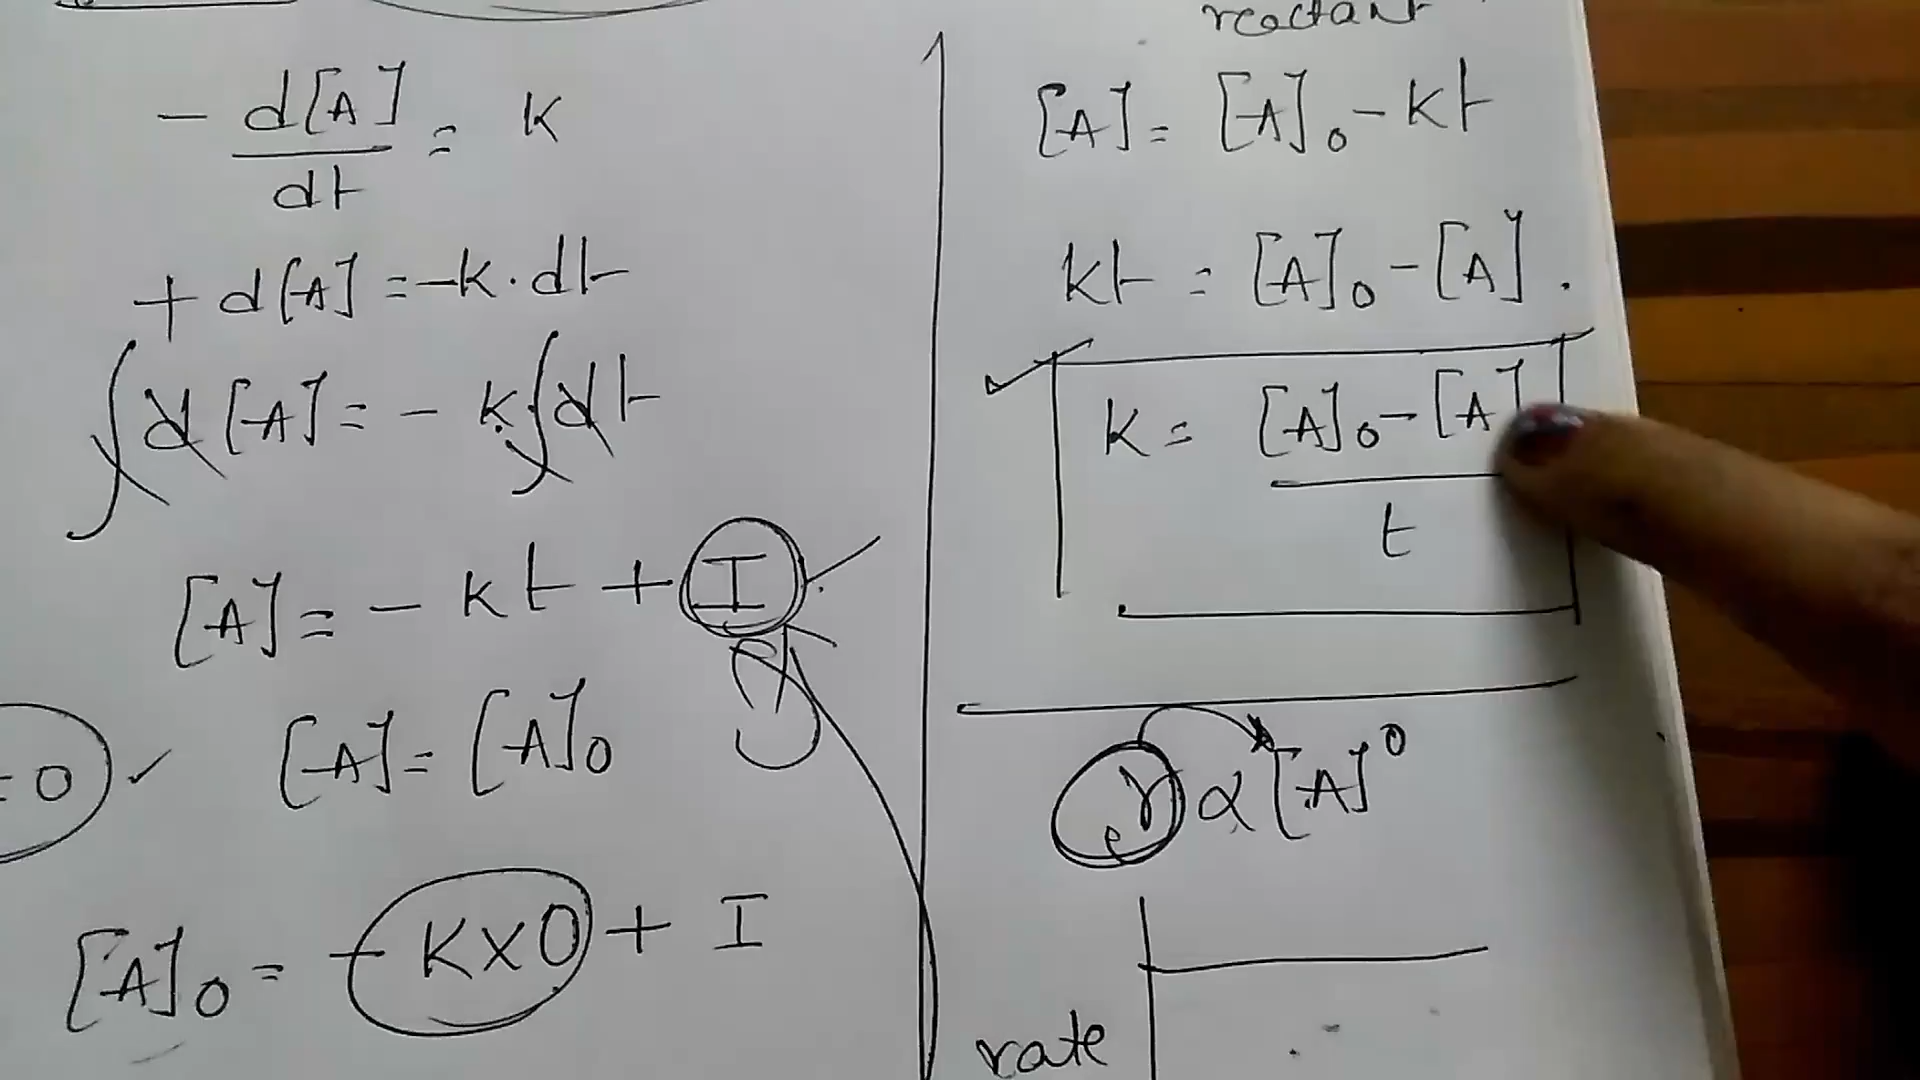 - d[A]/dt = K
+ d[A] = -K . dt
∫ d[A] = - K . ∫ dt
[A] = - Kt + I
= 0 [A] = [A]₀
[A]₀ = - K x 0 + I
reactant
[A] = [A]₀ - Kt
Kt = [A]₀ - [A] .
K = [A]₀ - [A] / t
r α [A]⁰
rate